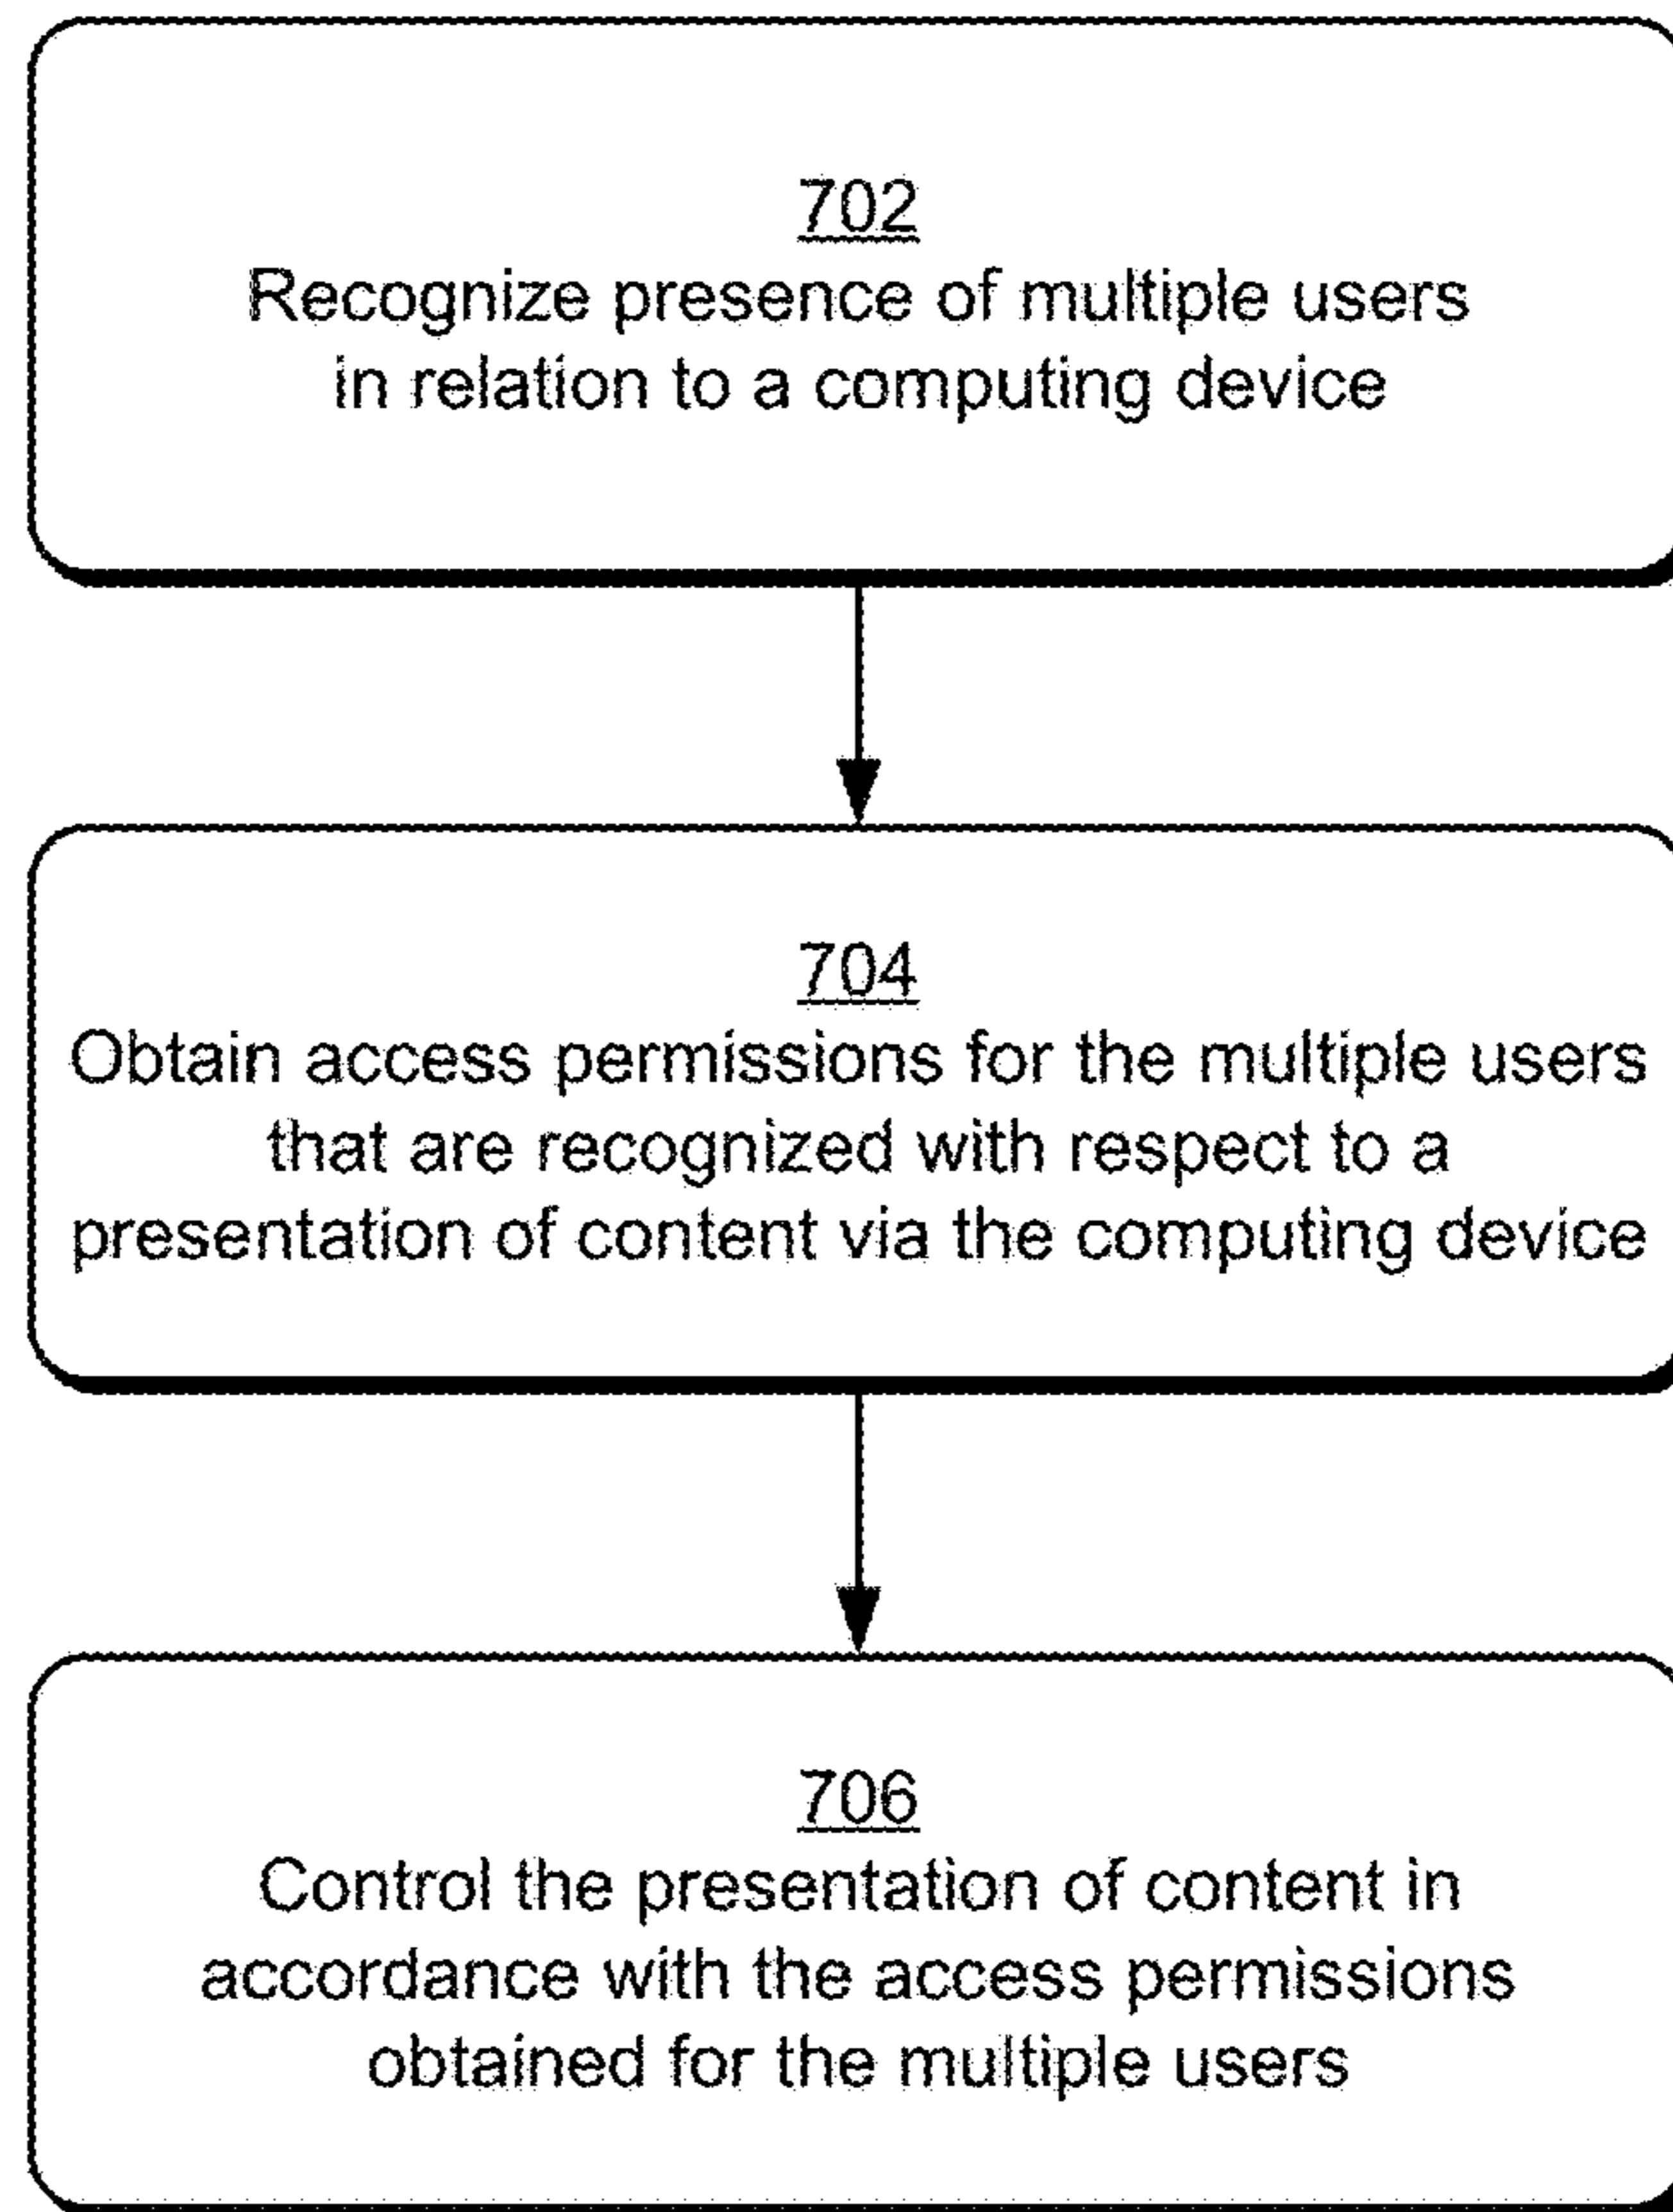 702
Recognize presence of multiple users
in relation to a computing device
704
Obtain access permissions for the multiple users
that are recognized with respect to a
presentation of content via the computing device
706
Control the presentation of content in
accordance with the access permissions
obtained for the multiple users